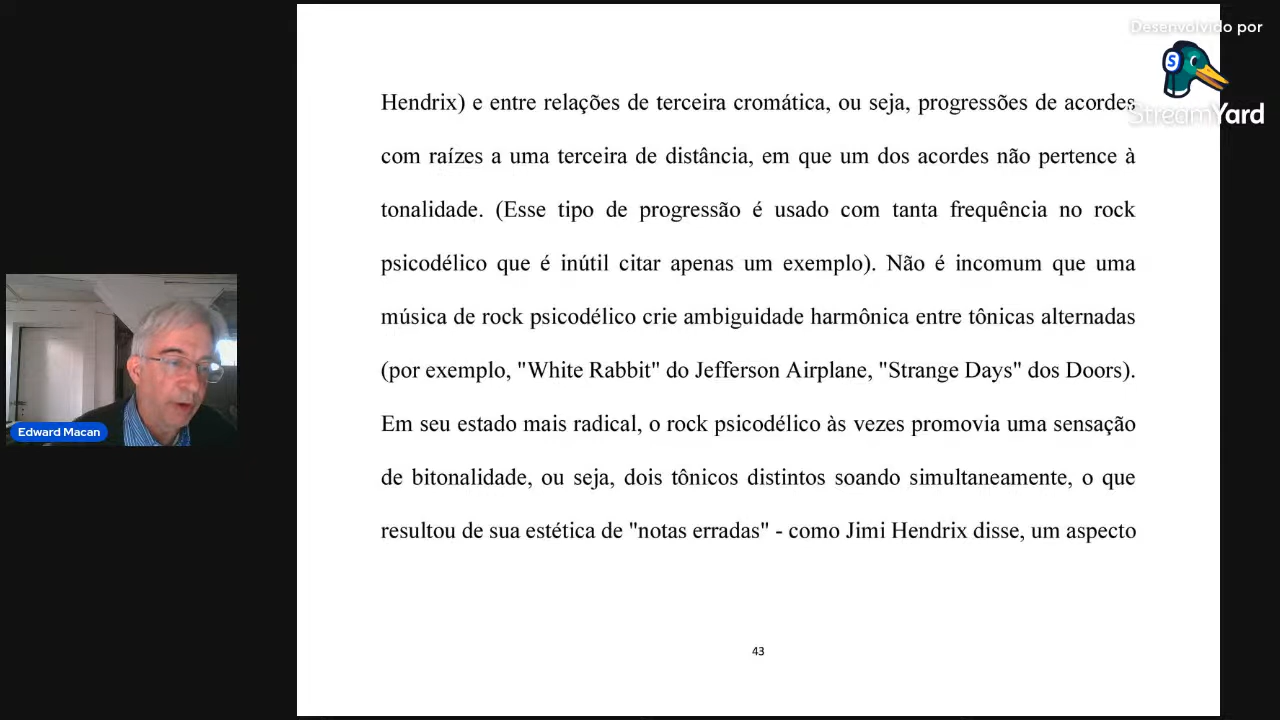 Desenvolvido por
StreamYard
Hendrix) e entre relações de terceira cromática, ou seja, progressões de acordes
com raízes a uma terceira de distância, em que um dos acordes não pertence à
tonalidade. (Esse tipo de progressão é usado com tanta frequência no rock
psicodélico que é inútil citar apenas um exemplo). Não é incomum que uma
música de rock psicodélico crie ambiguidade harmônica entre tônicas alternadas
(por exemplo, "White Rabbit" do Jefferson Airplane, "Strange Days" dos Doors).
Em seu estado mais radical, o rock psicodélico às vezes promovia uma sensação
de bitonalidade, ou seja, dois tônicos distintos soando simultaneamente, o que
resultou de sua estética de "notas erradas" - como Jimi Hendrix disse, um aspecto
43
Edward Macan